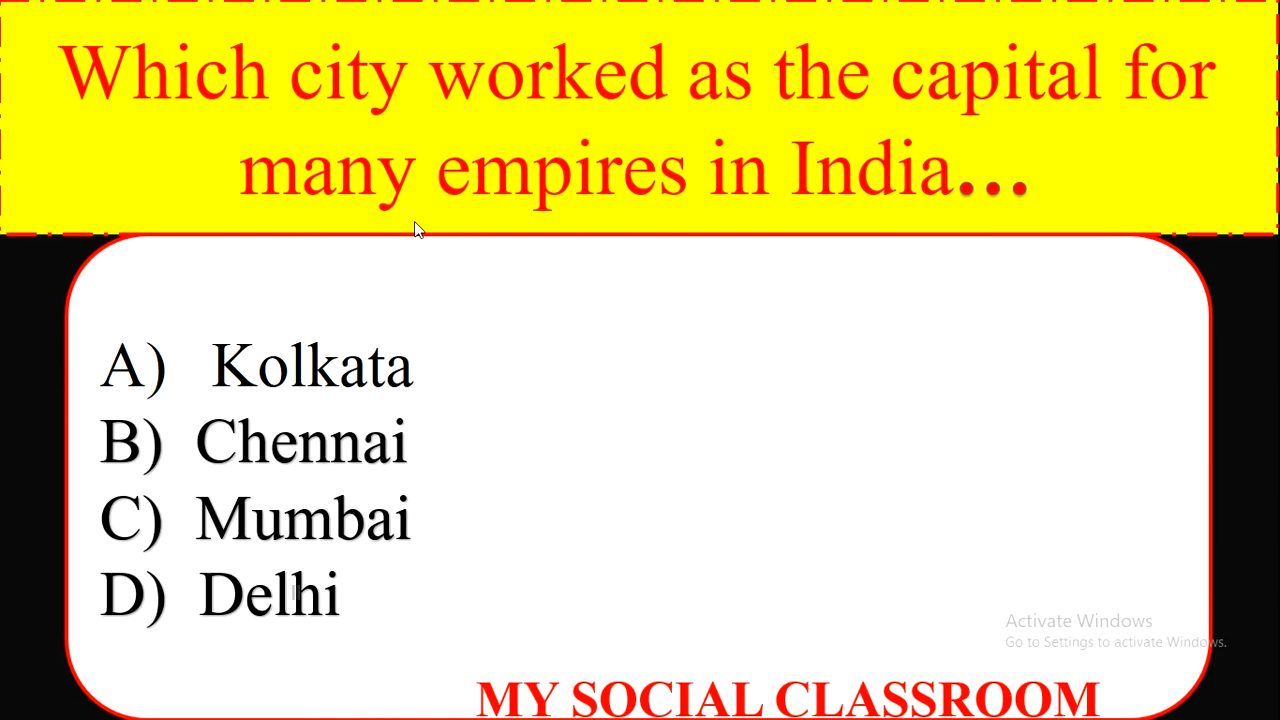 Which city worked as the capital for
many empires in India...
A) Kolkata
B) Chennai
C) Mumbai
D) Delhi
Activate Windows
Go to Settings to activate Windows.
MY SOCIAL CLASSROOM